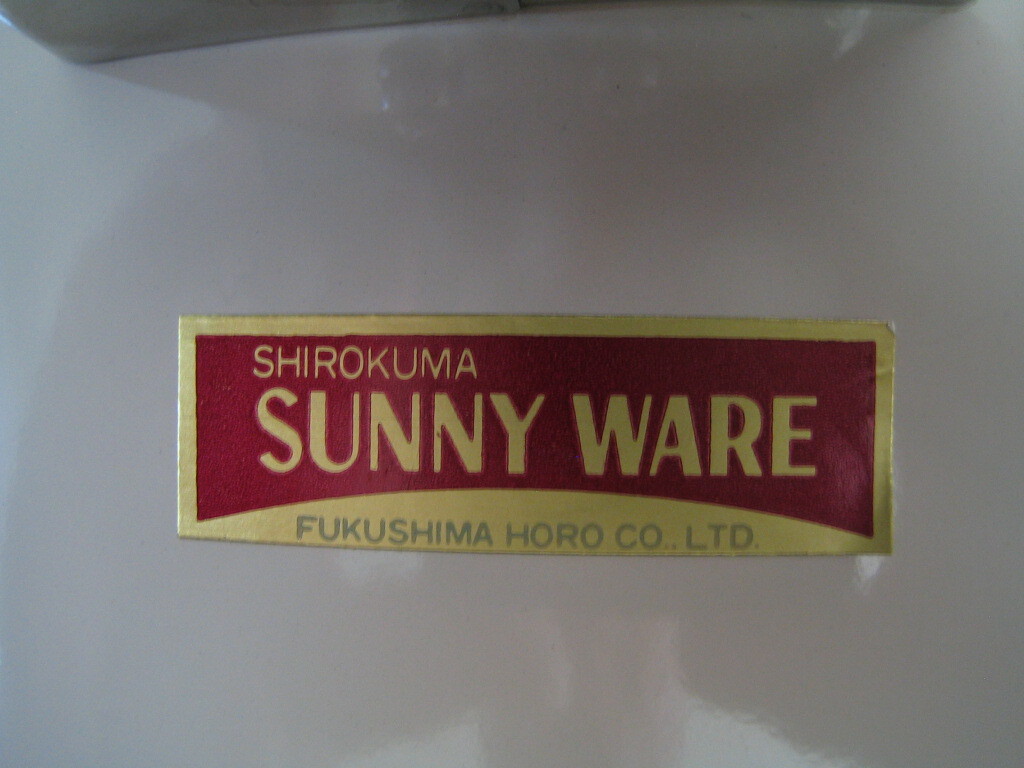 SHIROKUMA
SUNNY WARE
FUKUSHIMA HORO CO., LTD.